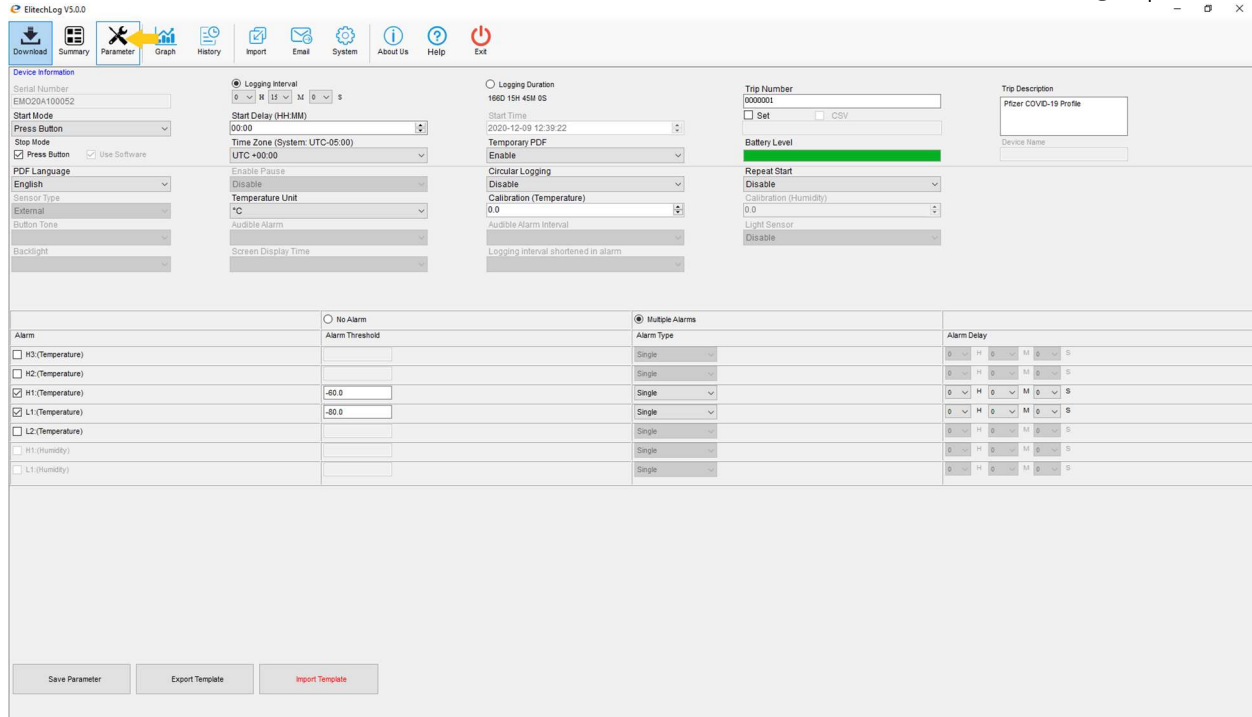 ElitechLog V5.0.0
Download Summary Parameter Graph History Import Email System About Us Help Exit
Device Information
Serial Number
EMO20A100052
Logging Interval
0 H 15 M 0 S
Logging Duration
166D 15H 45M 0S
Trip Number
0000001
Trip Description
Pfizer COVID-19 Profile
Start Mode
Press Button
Start Delay (HH:MM)
00:00
Start Time
2020-12-09 12:39:22
Set CSV
Stop Mode
Press Button Use Software
Time Zone (System: UTC-05:00)
UTC +00:00
Temporary PDF
Enable
Battery Level
Device Name
PDF Language
English
Enable Pause
Disable
Circular Logging
Disable
Repeat Start
Disable
Sensor Type
External
Temperature Unit
°C
Calibration (Temperature)
0.0
Calibration (Humidity)
0.0
Button Tone
Audible Alarm
Audible Alarm Interval
Light Sensor
Disable
Backlight
Screen Display Time
Logging interval shortened in alarm
No Alarm Multiple Alarms
Alarm Alarm Threshold Alarm Type Alarm Delay
H3:(Temperature) Single 0 H 0 M 0 S
H2:(Temperature) Single 0 H 0 M 0 S
H1:(Temperature) -60.0 Single 0 H 0 M 0 S
L1:(Temperature) -80.0 Single 0 H 0 M 0 S
L2:(Temperature) Single 0 H 0 M 0 S
H1:(Humidity) Single 0 H 0 M 0 S
L1:(Humidity) Single 0 H 0 M 0 S
Save Parameter Export Template Import Template